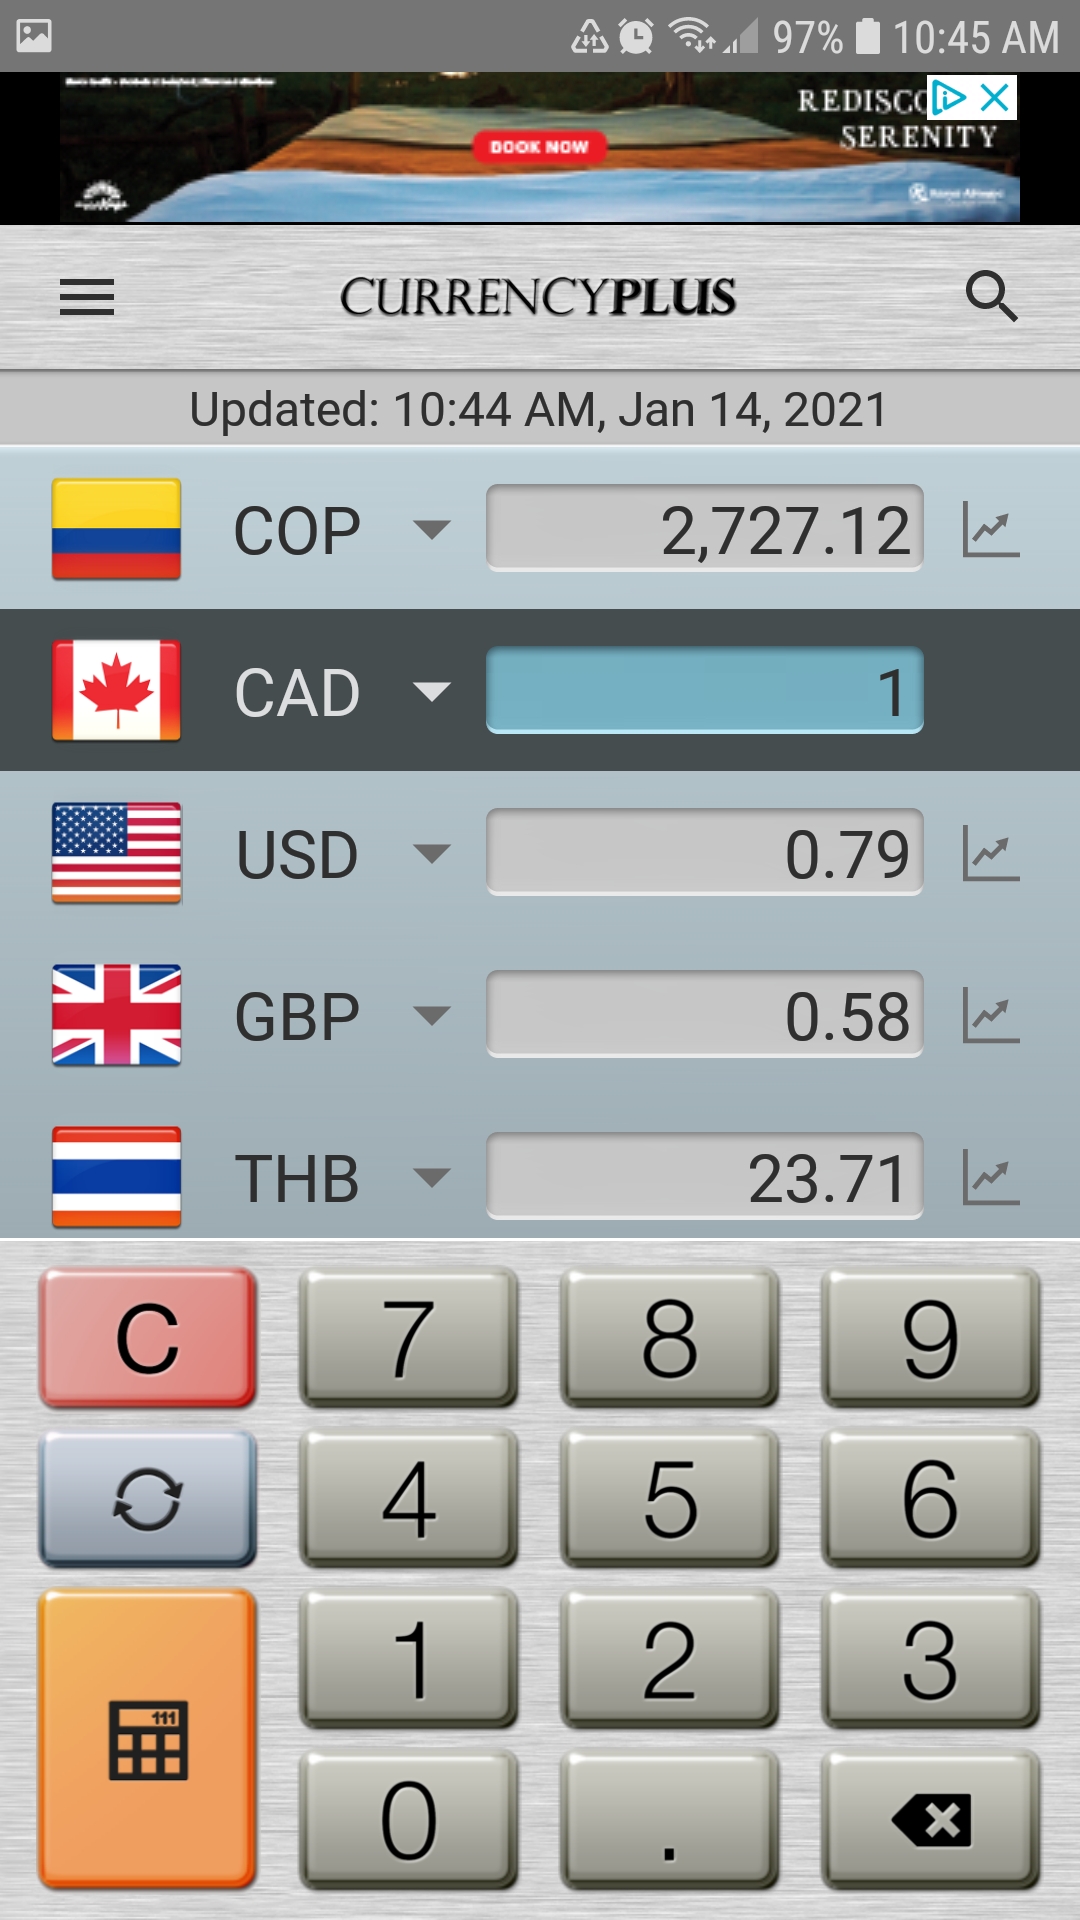 97% 10:45 AM
SERENITY
BOOK NOW
CURRENCYPLUS
Updated: 10:44 AM, Jan 14, 2021
COP 2,727.12
CAD 1
USD 0.79
GBP 0.58
THB 23.71
C 7 8 9
4 5 6
111
1 2 3
0 .